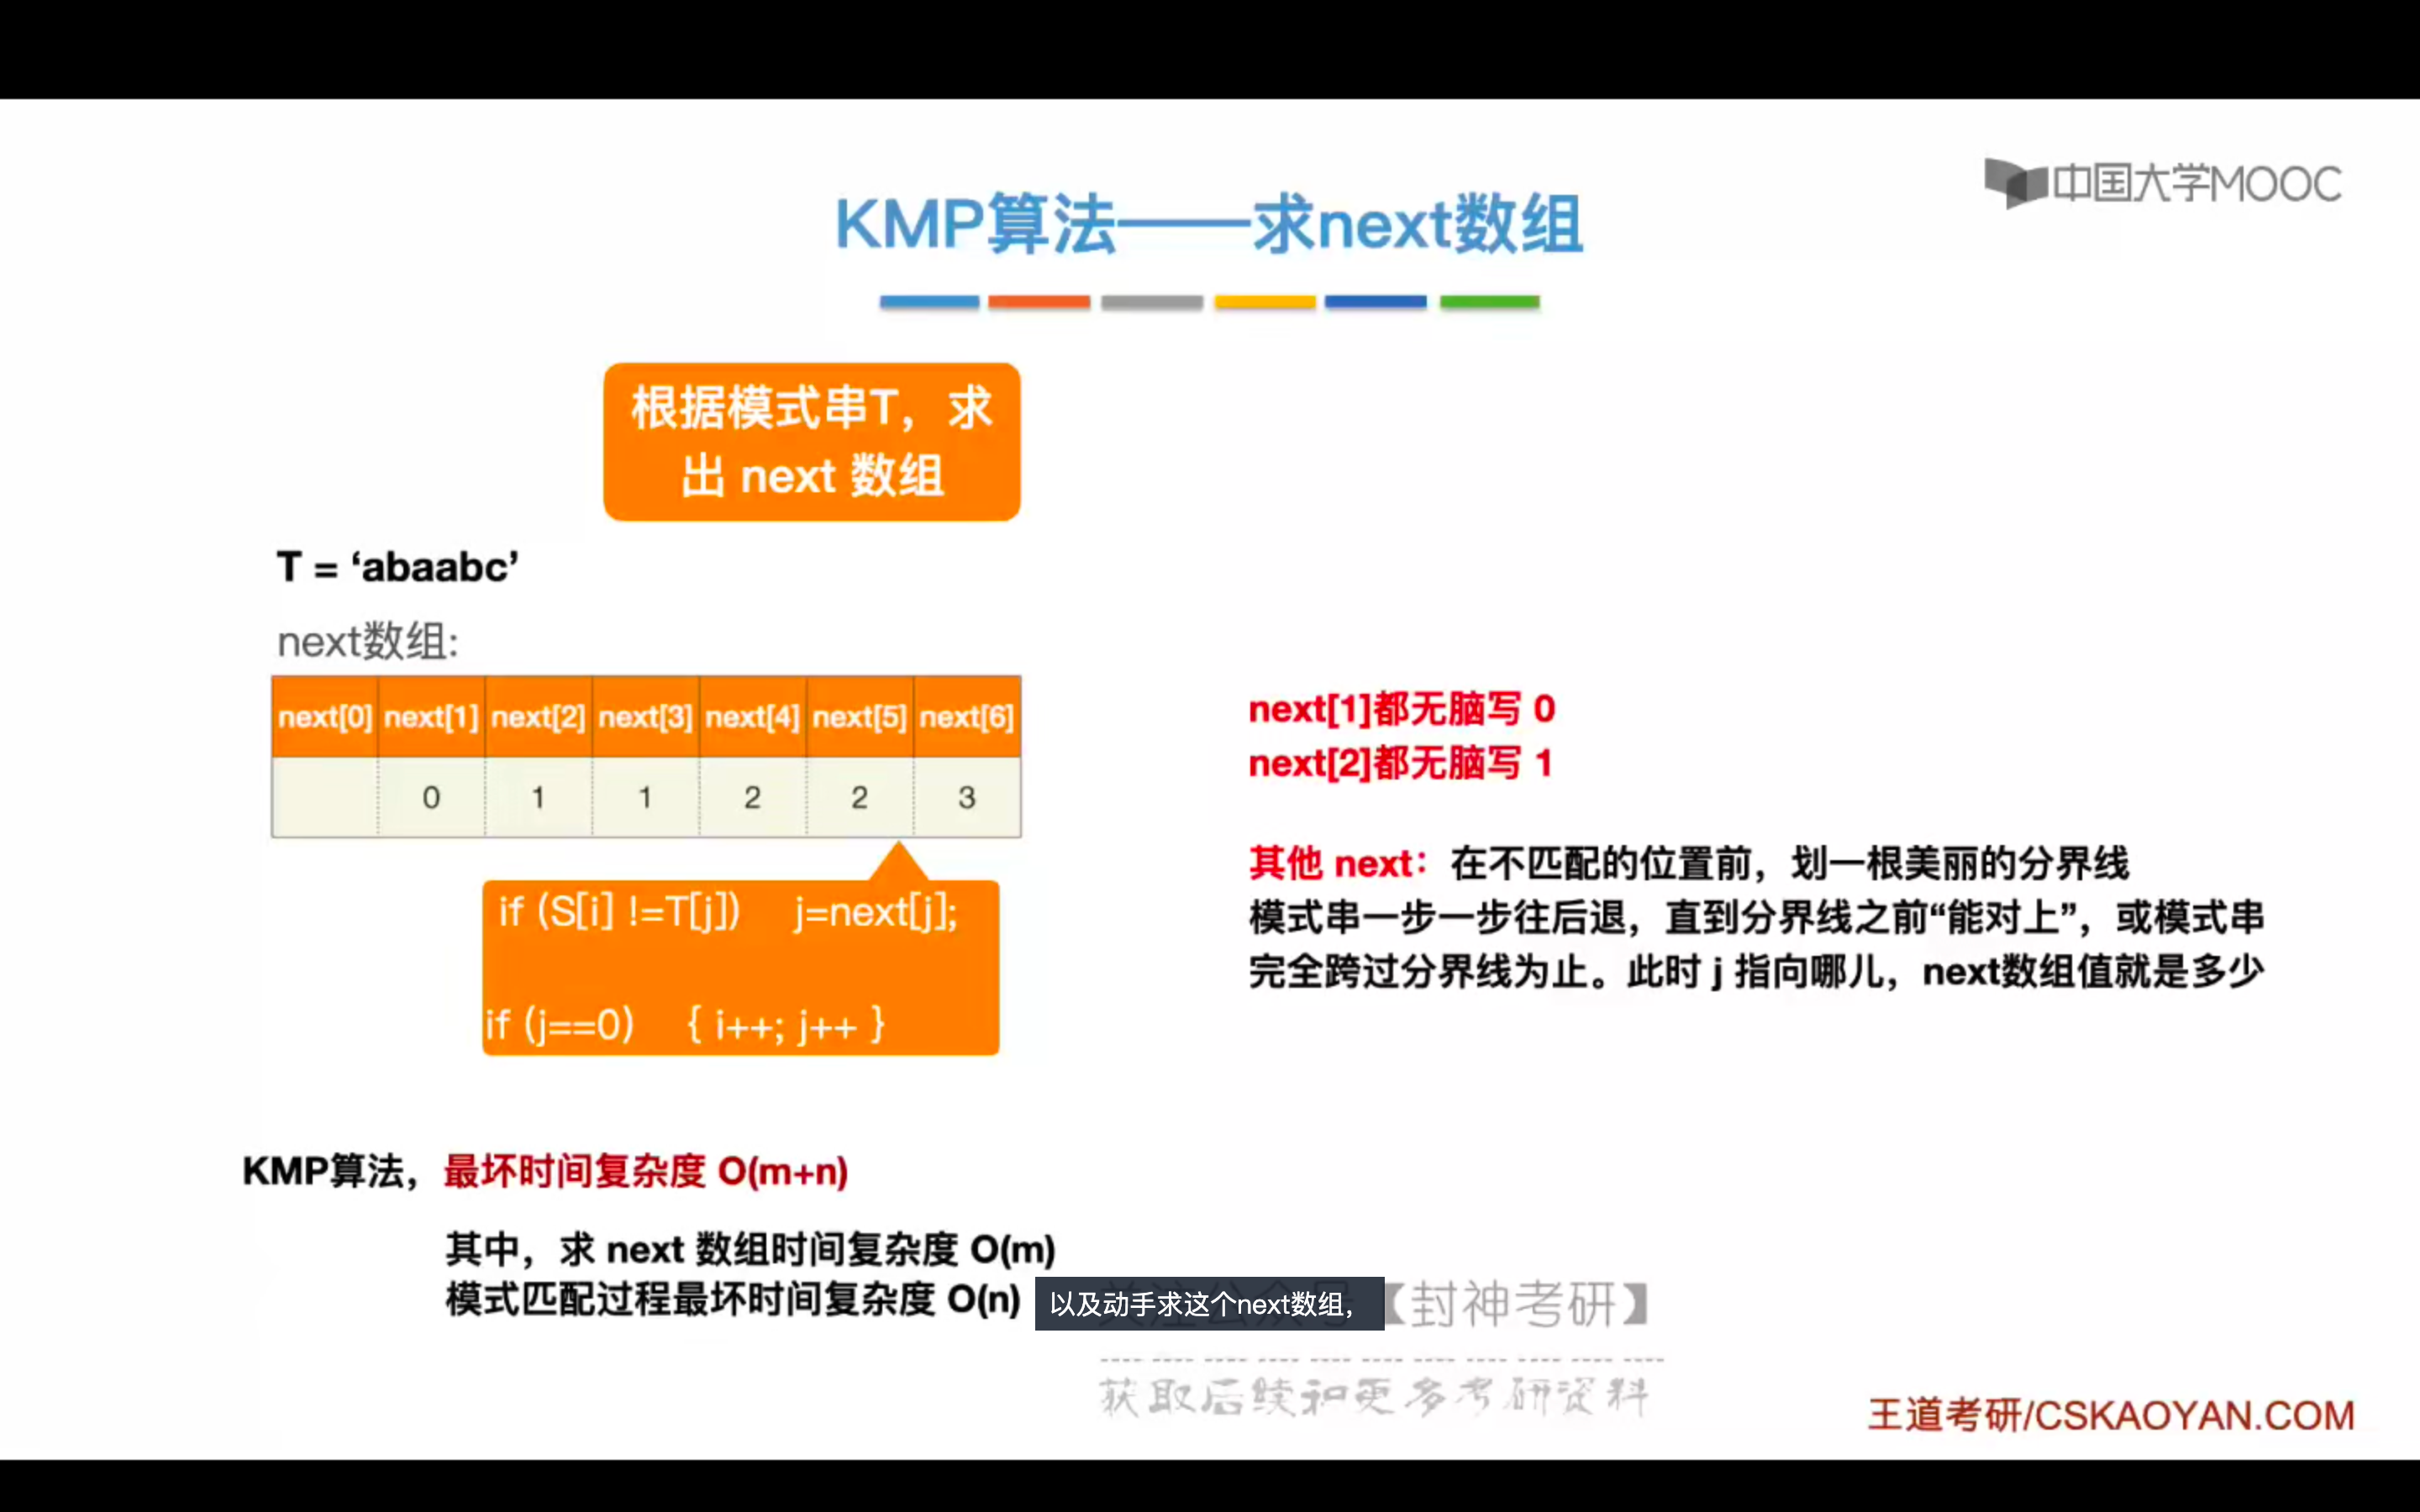 中国大学MOOC
KMP算法——求next数组
根据模式串T，求
出 next 数组
T = ‘abaabc’
next数组:
next[0] next[1] next[2] next[3] next[4] next[5] next[6]
0 1 1 2 2 3
if (S[i] !=T[j]) j=next[j];
if (j==0) { i++; j++ }
next[1]都无脑写 0
next[2]都无脑写 1
其他 next：在不匹配的位置前，划一根美丽的分界线
模式串一步一步往后退，直到分界线之前“能对上”，或模式串
完全跨过分界线为止。此时 j 指向哪儿，next数组值就是多少
KMP算法，最坏时间复杂度 O(m+n)
其中，求 next 数组时间复杂度 O(m)
模式匹配过程最坏时间复杂度 O(n)
以及动手求这个next数组，
【封神考研】
获取后续和更多考研资料
王道考研/CSKAOYAN.COM